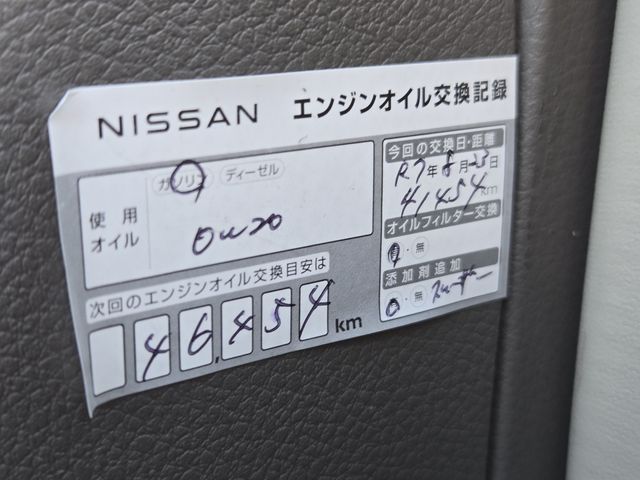 NISSAN エンジンオイル交換記録
使用オイル
ガソリン ディーゼル
0W20
次回のエンジンオイル交換目安は
46,454 km
今回の交換日・距離
R7年8月23日
41454 km
オイルフィルター交換
有・無
添加剤追加
有・無